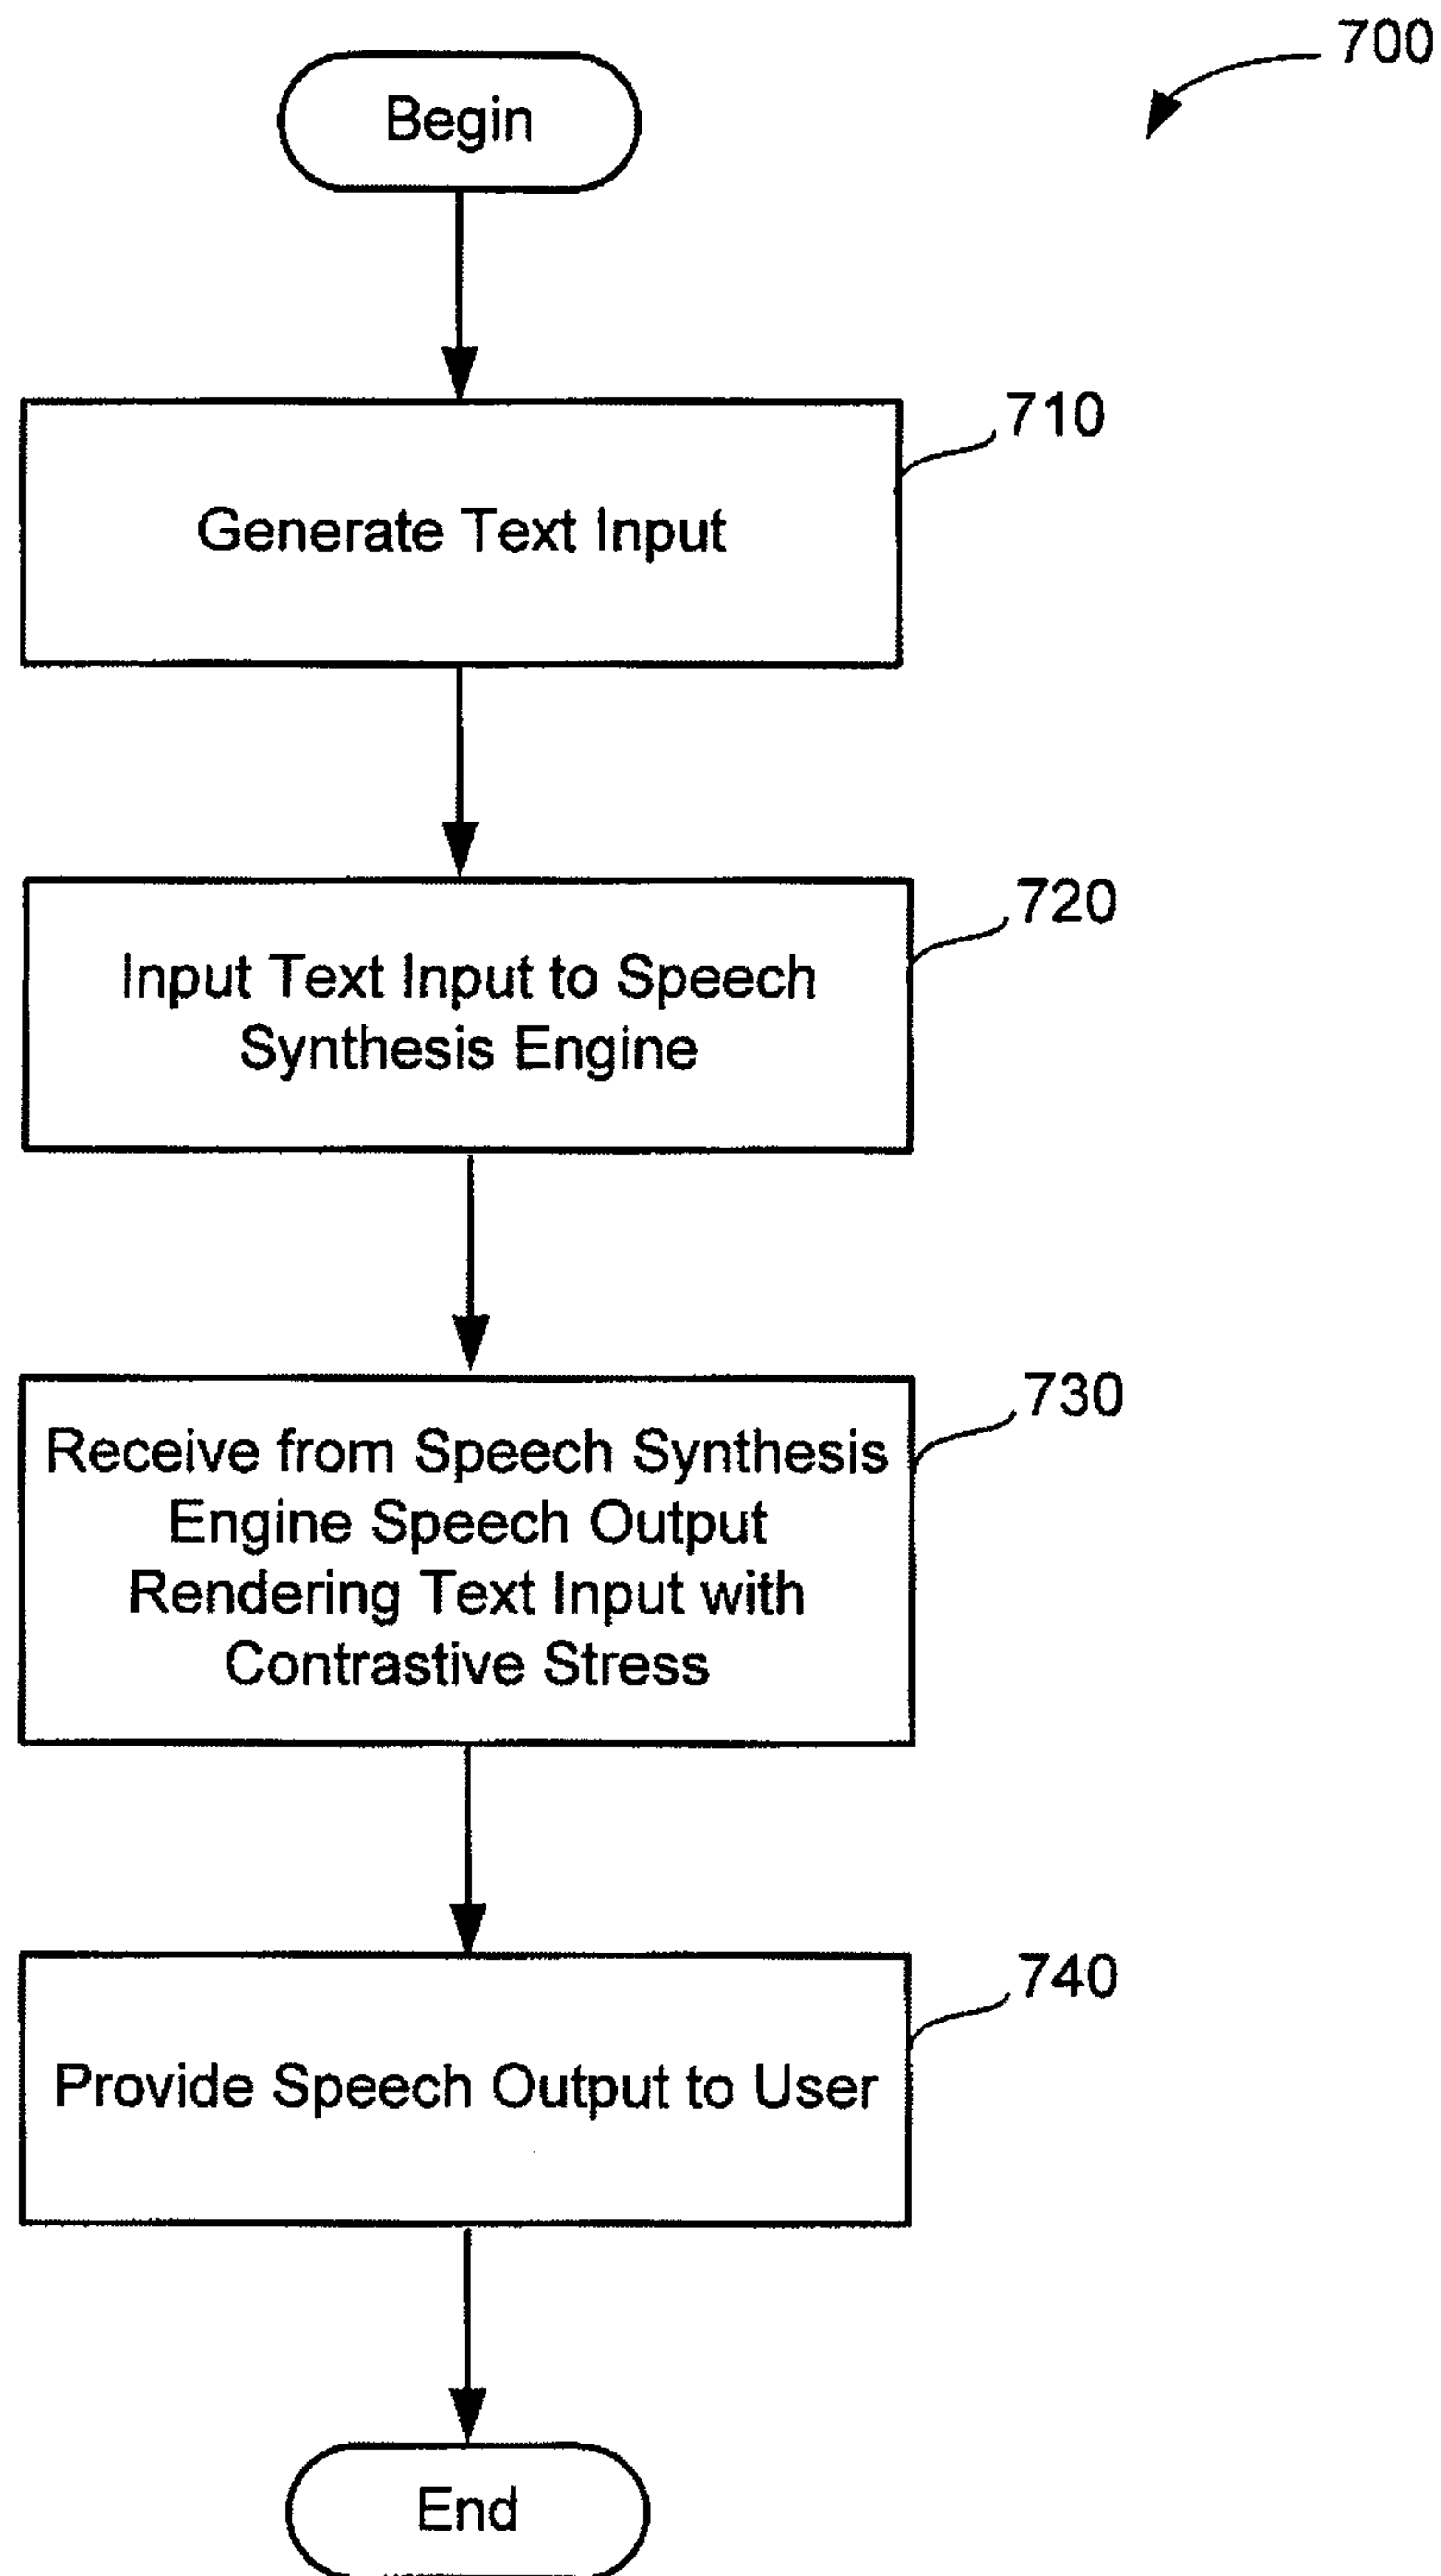 700
Begin
710
Generate Text Input
720
Input Text Input to Speech
Synthesis Engine
730
Receive from Speech Synthesis
Engine Speech Output
Rendering Text Input with
Contrastive Stress
740
Provide Speech Output to User
End